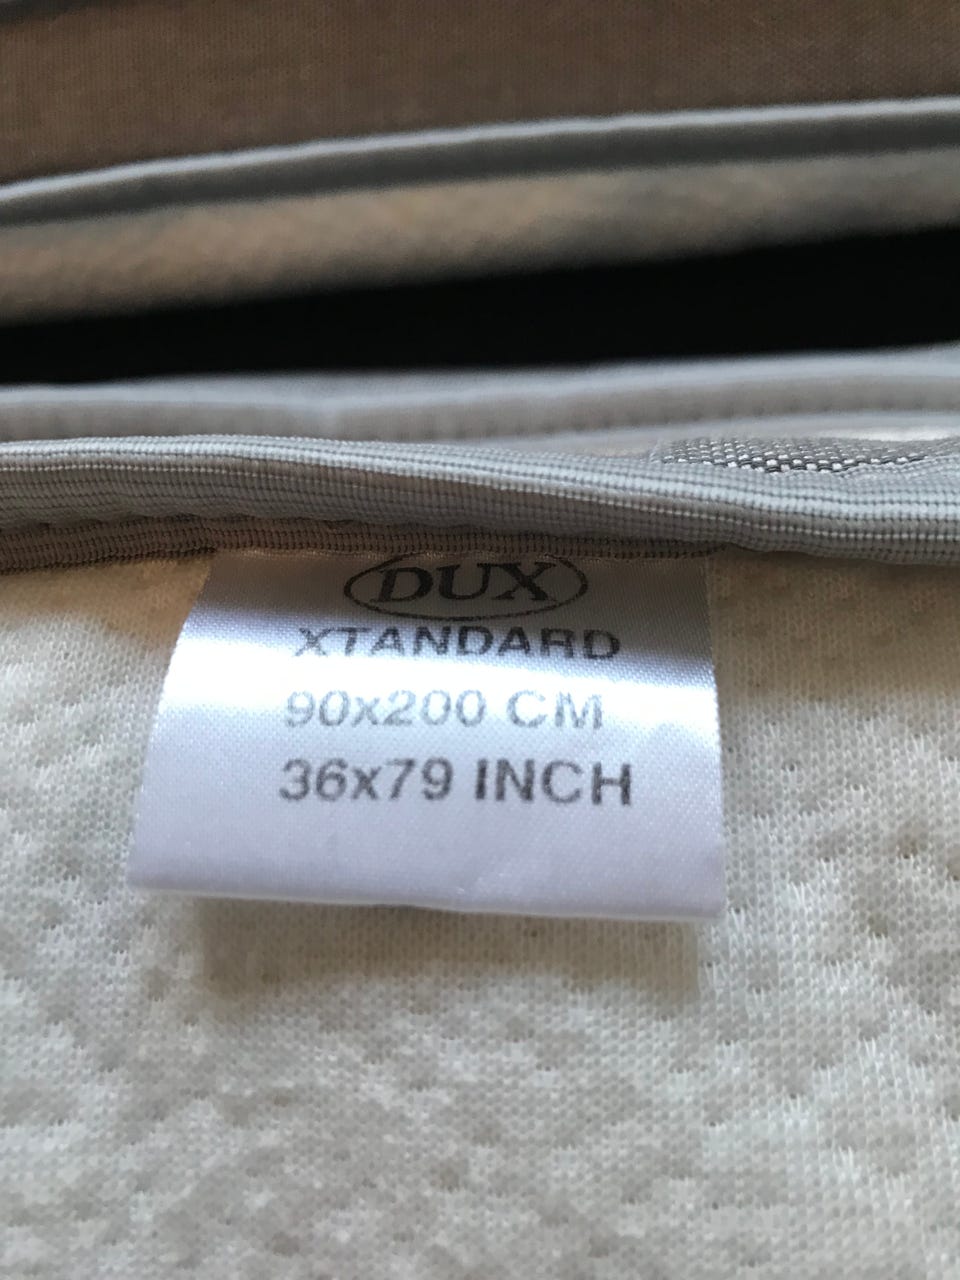 DUX
XTANDARD
90x200 CM
36x79 INCH